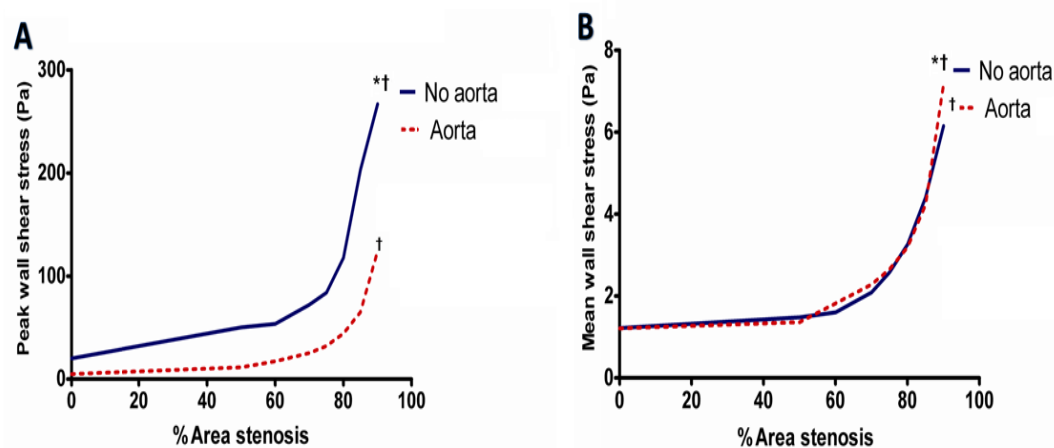 A
Peak wall shear stress (Pa)
300
200
100
0
0 20 40 60 80 100
% Area stenosis
*†
†
No aorta
Aorta
B
Mean wall shear stress (Pa)
8
6
4
2
0
0 20 40 60 80 100
% Area stenosis
*†
†
No aorta
Aorta